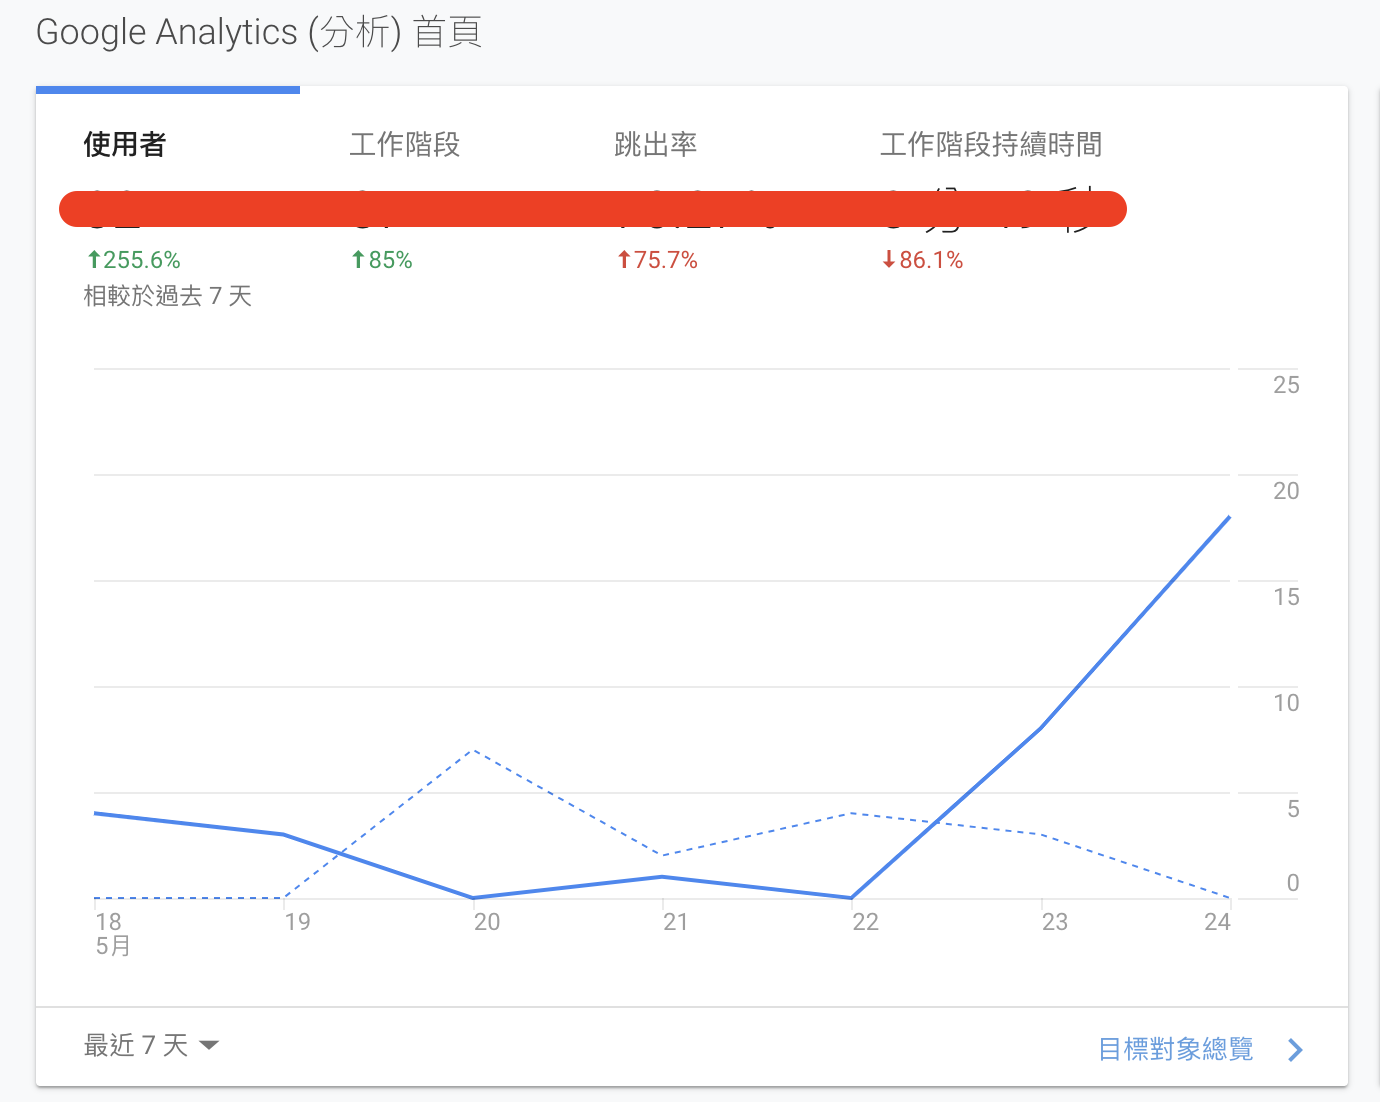 Google Analytics (分析) 首頁
使用者 工作階段 跳出率 工作階段持續時間
↑255.6% ↑85% ↑75.7% ↓86.1%
相較於過去 7 天
25
20
15
10
5
0
18 19 20 21 22 23 24
5月
最近 7 天
目標對象總覽